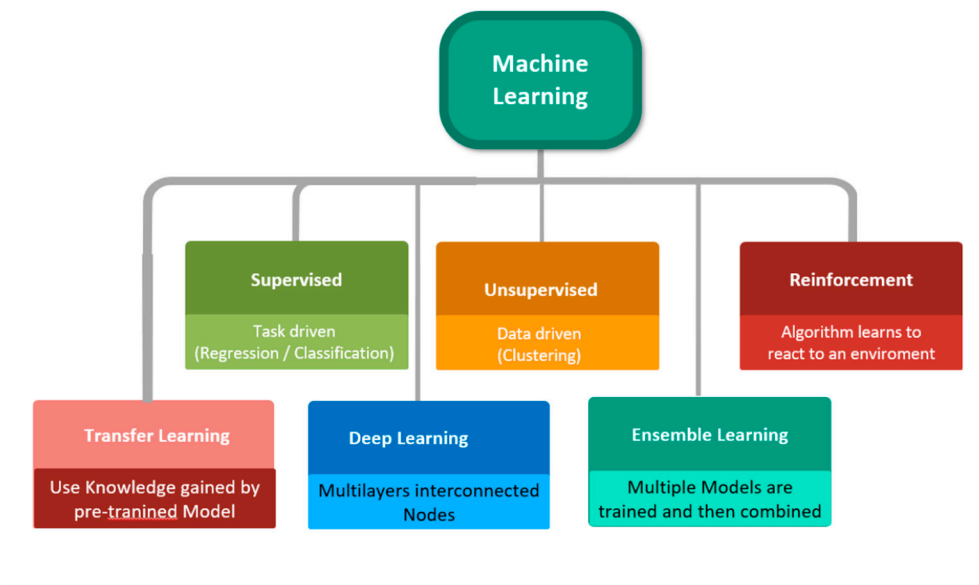 Machine
Learning
Supervised
Task driven
(Regression / Classification)
Unsupervised
Data driven
(Clustering)
Reinforcement
Algorithm learns to
react to an enviroment
Transfer Learning
Use Knowledge gained by
pre-tranined Model
Deep Learning
Multilayers interconnected
Nodes
Ensemble Learning
Multiple Models are
trained and then combined